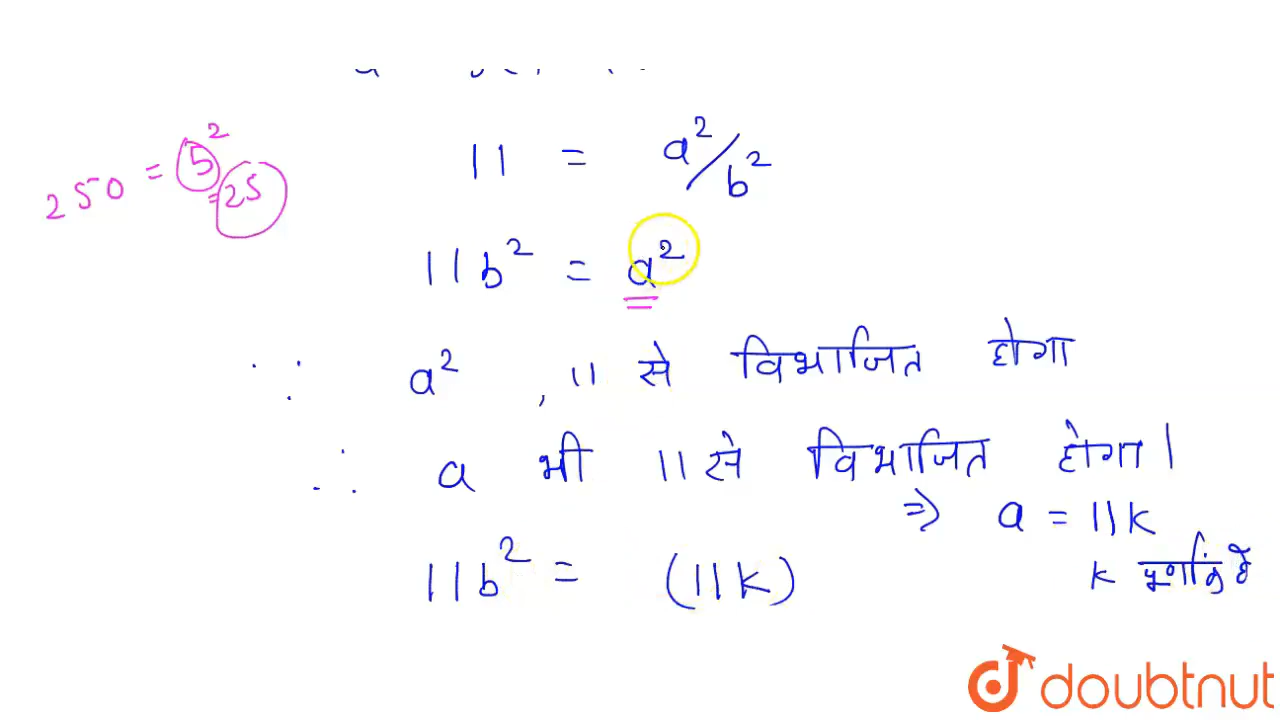 250 = 5²
= 25
11 = a²/b²
11b² = a²
∵ a² , 11 से विभाजित होगा
∴ a भी 11 से विभाजित होगा।
⇒ a = 11k
k पूर्णांक है
11b² = (11k)
doubtnut